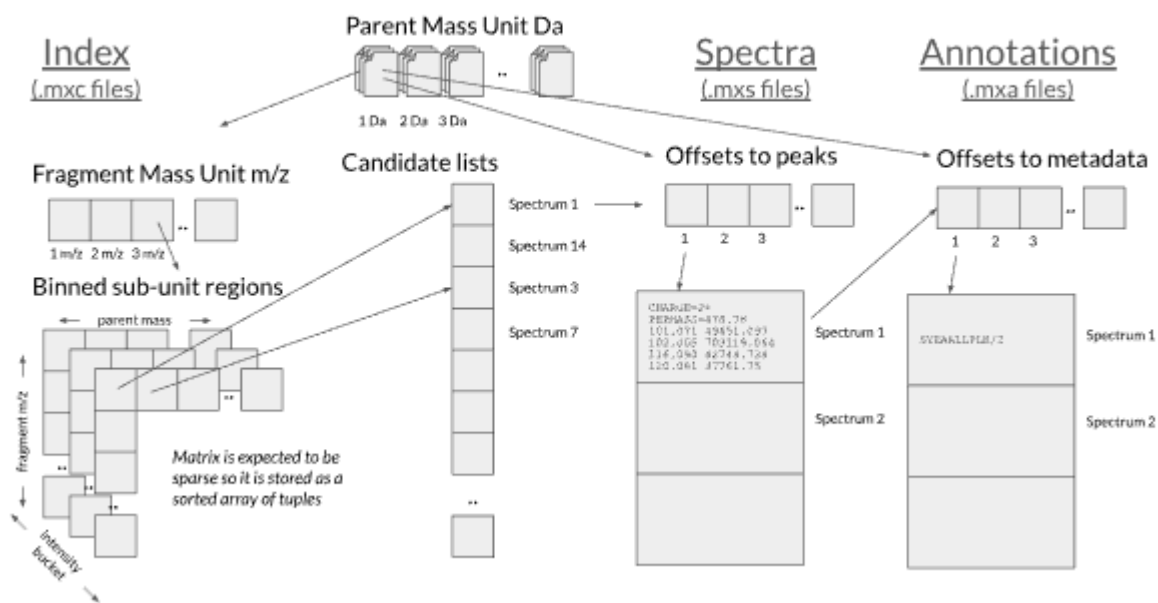 Parent Mass Unit Da
Index
(.mxc files)
Spectra
(.mxs files)
Annotations
(.mxa files)
..
1 Da 2 Da 3 Da
Fragment Mass Unit m/z
Candidate lists
Offsets to peaks
Offsets to metadata
..
1 m/z 2 m/z 3 m/z
Spectrum 1
Spectrum 14
Spectrum 3
Spectrum 7
..
..
1 2 3
..
1 2 3
Binned sub-unit regions
parent mass
fragment m/z
intensity
bucket
..
..
..
..
Matrix is expected to be
sparse so it is stored as a
sorted array of tuples
CHARGE=2+
PEPMASS=478.78
101.071
Spectrum 1
Spectrum 2
Spectrum 1
Spectrum 2